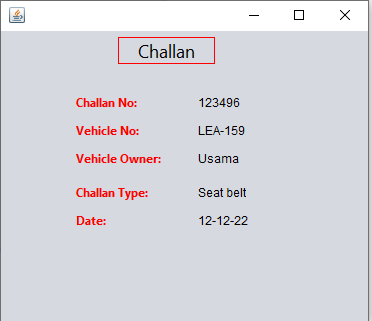 Challan
Challan No: 123496
Vehicle No: LEA-159
Vehicle Owner: Usama
Challan Type: Seat belt
Date: 12-12-22